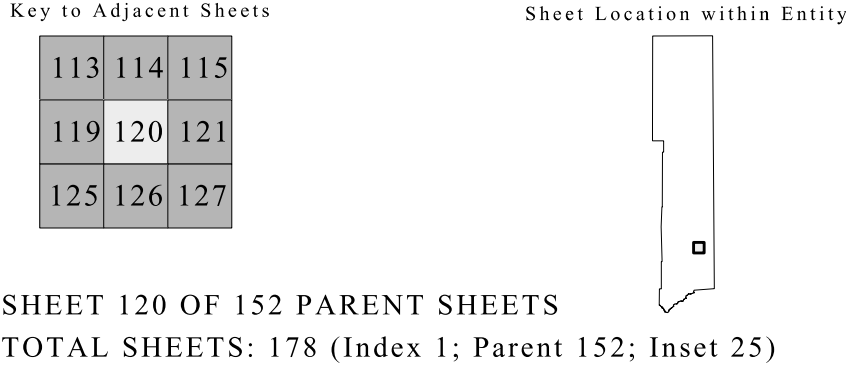 Key to Adjacent Sheets
Sheet Location within Entity
113 114 115
119 120 121
125 126 127
SHEET 120 OF 152 PARENT SHEETS
TOTAL SHEETS: 178 (Index 1; Parent 152; Inset 25)